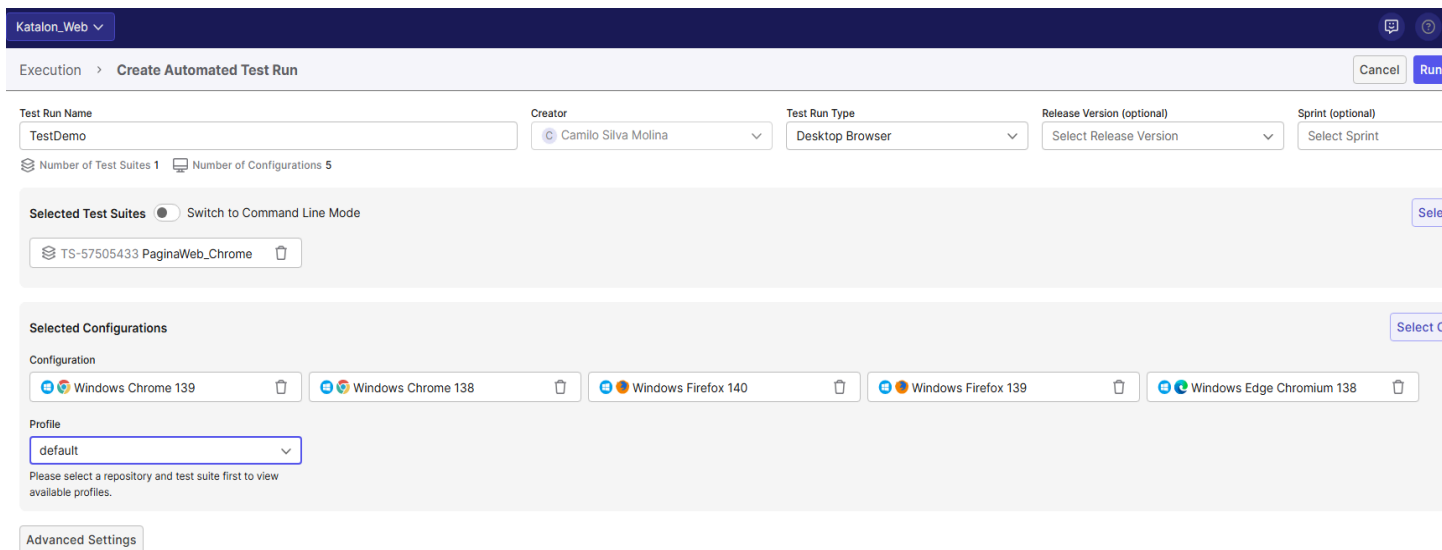 Katalon_Web
Execution > Create Automated Test Run
Cancel
Run
Test Run Name
Creator
Test Run Type
Release Version (optional)
Sprint (optional)
TestDemo
C Camilo Silva Molina
Desktop Browser
Select Release Version
Select Sprint
Number of Test Suites 1
Number of Configurations 5
Selected Test Suites
Switch to Command Line Mode
Sele
TS-57505433 PaginaWeb_Chrome
Selected Configurations
Select C
Configuration
Windows Chrome 139
Windows Chrome 138
Windows Firefox 140
Windows Firefox 139
Windows Edge Chromium 138
Profile
default
Please select a repository and test suite first to view
available profiles.
Advanced Settings